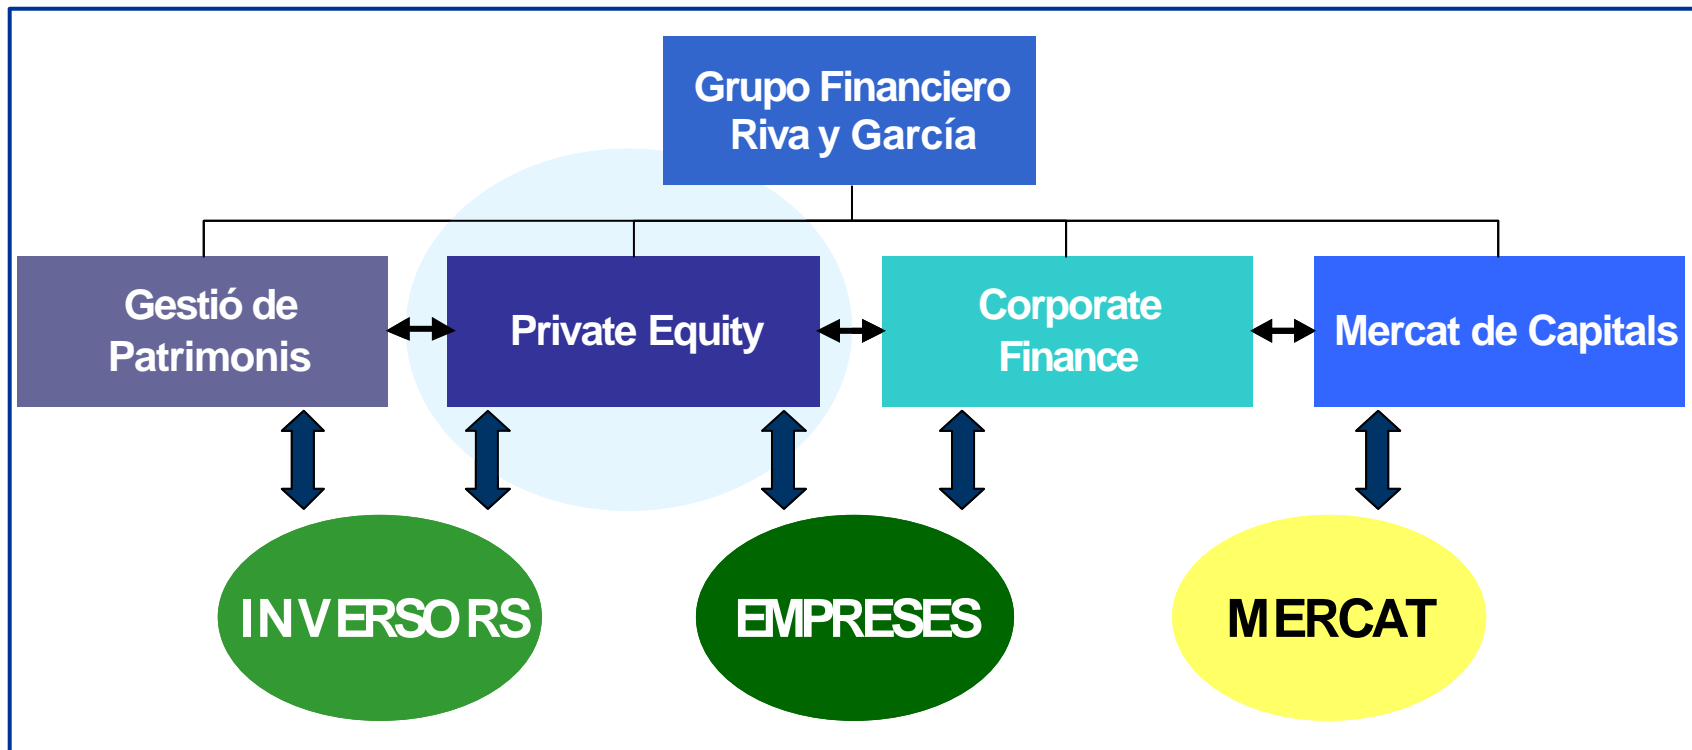 Grupo Financiero
Riva y García
Gestió de
Patrimonis
Private Equity
Corporate
Finance
Mercat de Capitals
INVERSORS
EMPRESES
MERCAT